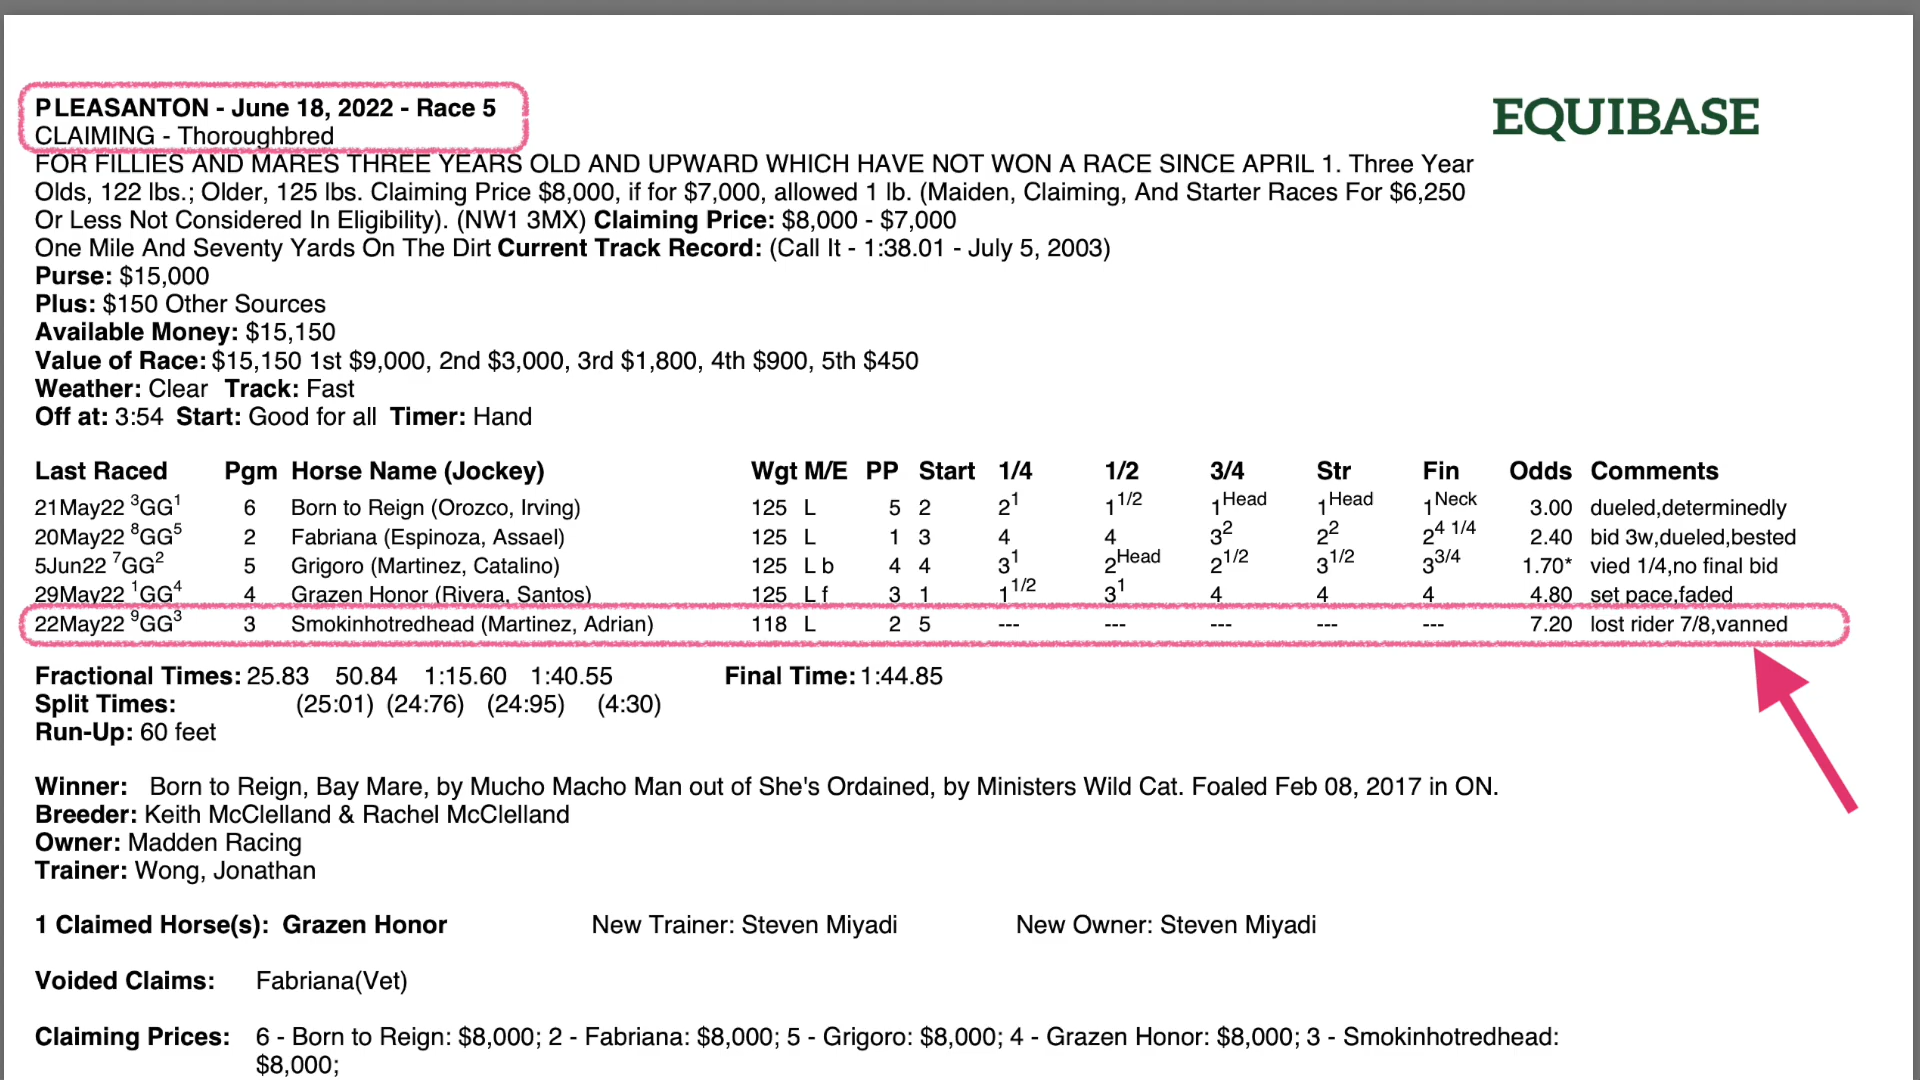 PLEASANTON - June 18, 2022 - Race 5
EQUIBASE
CLAIMING - Thoroughbred
FOR FILLIES AND MARES THREE YEARS OLD AND UPWARD WHICH HAVE NOT WON A RACE SINCE APRIL 1. Three Year
Olds, 122 lbs.; Older, 125 lbs. Claiming Price $8,000, if for $7,000, allowed 1 lb. (Maiden, Claiming, And Starter Races For $6,250
Or Less Not Considered In Eligibility). (NW1 3MX) Claiming Price: $8,000 - $7,000
One Mile And Seventy Yards On The Dirt Current Track Record: (Call It - 1:38.01 - July 5, 2003)
Purse: $15,000
Plus: $150 Other Sources
Available Money: $15,150
Value of Race: $15,150 1st $9,000, 2nd $3,000, 3rd $1,800, 4th $900, 5th $450
Weather: Clear Track: Fast
Off at: 3:54 Start: Good for all Timer: Hand
Last Raced Pgm Horse Name (Jockey) Wgt M/E PP Start 1/4 1/2 3/4 Str Fin Odds Comments
21May22 3GG1 6 Born to Reign (Orozco, Irving) 125 L 5 2 21 11/2 1Head 1Head 1Neck 3.00 dueled,determinedly
20May22 8GG5 2 Fabriana (Espinoza, Assael) 125 L 1 3 4 4 32 22 24 1/4 2.40 bid 3w,dueled,bested
5Jun22 7GG2 5 Grigoro (Martinez, Catalino) 125 L b 4 4 31 2Head 21/2 31/2 33/4 1.70* vied 1/4,no final bid
29May22 1GG4 4 Grazen Honor (Rivera, Santos) 125 L f 3 1 11/2 31 4 4 4 4.80 set pace,faded
22May22 9GG3 3 Smokinhotredhead (Martinez, Adrian) 118 L 2 5 --- --- --- --- --- 7.20 lost rider 7/8,vanned
Fractional Times: 25.83 50.84 1:15.60 1:40.55 Final Time: 1:44.85
Split Times: (25:01) (24:76) (24:95) (4:30)
Run-Up: 60 feet
Winner: Born to Reign, Bay Mare, by Mucho Macho Man out of She's Ordained, by Ministers Wild Cat. Foaled Feb 08, 2017 in ON.
Breeder: Keith McClelland & Rachel McClelland
Owner: Madden Racing
Trainer: Wong, Jonathan
1 Claimed Horse(s): Grazen Honor New Trainer: Steven Miyadi New Owner: Steven Miyadi
Voided Claims: Fabriana(Vet)
Claiming Prices: 6 - Born to Reign: $8,000; 2 - Fabriana: $8,000; 5 - Grigoro: $8,000; 4 - Grazen Honor: $8,000; 3 - Smokinhotredhead:
$8,000;